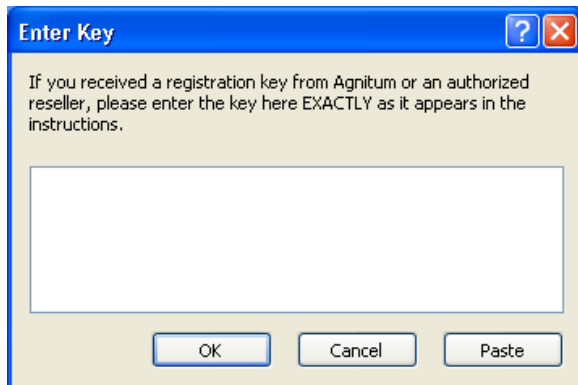 Enter Key
If you received a registration key from Agnitum or an authorized
reseller, please enter the key here EXACTLY as it appears in the
instructions.
OK Cancel Paste